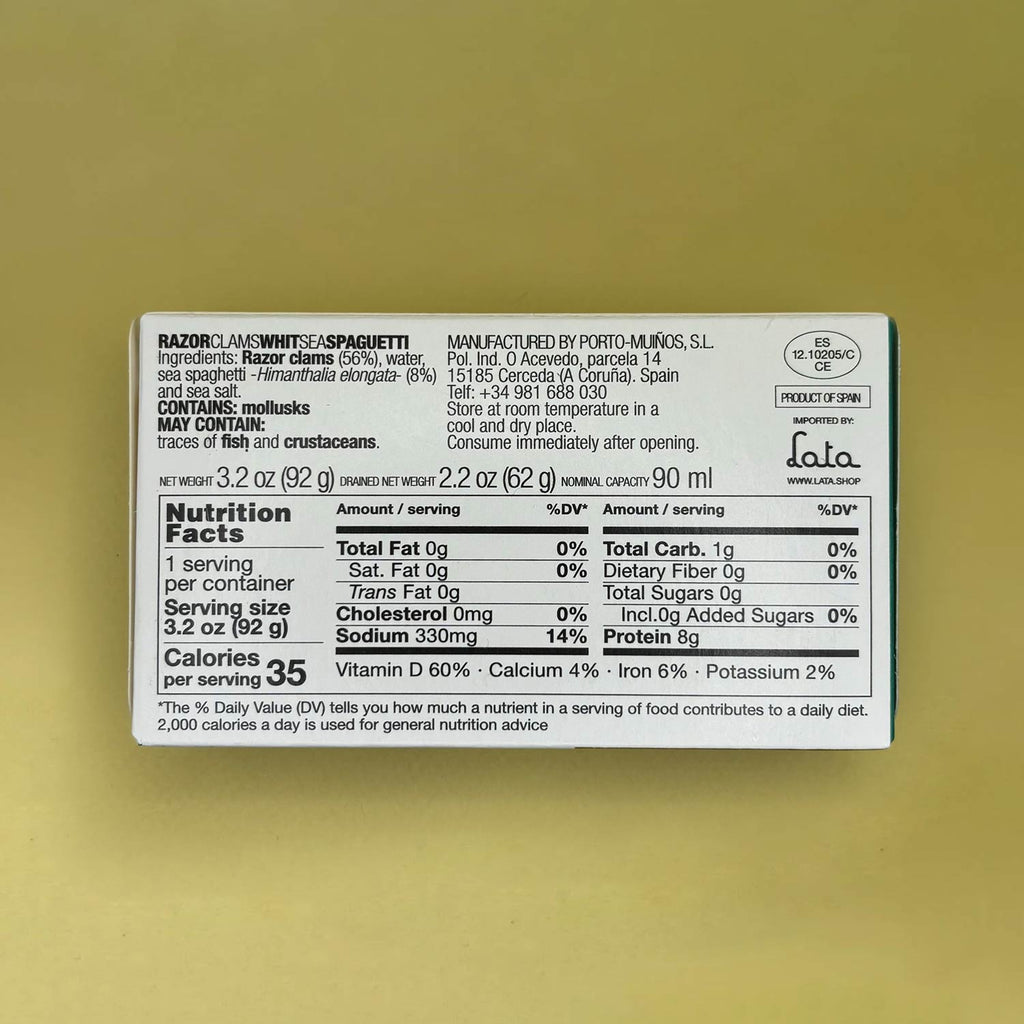 RAZORCLAMSWHITSEASPAGUETTI
Ingredients: Razor clams (56%), water,
sea spaghetti -Himanthalia elongata- (8%)
and sea salt.
CONTAINS: mollusks
MAY CONTAIN:
traces of fish and crustaceans.
MANUFACTURED BY PORTO-MUIÑOS, S.L.
Pol. Ind. O Acevedo, parcela 14
15185 Cerceda (A Coruña). Spain
Telf: +34 981 688 030
Store at room temperature in a
cool and dry place.
Consume immediately after opening.
ES
12.10205/C
CE
PRODUCT OF SPAIN
IMPORTED BY:
Lata
WWW.LATA.SHOP
NET WEIGHT 3.2 oz (92 g) DRAINED NET WEIGHT 2.2 oz (62 g) NOMINAL CAPACITY 90 ml
Nutrition
Facts
1 serving
per container
Serving size
3.2 oz (92 g)
Calories
per serving 35
Amount / serving %DV*
Total Fat 0g 0%
Sat. Fat 0g 0%
Trans Fat 0g
Cholesterol 0mg 0%
Sodium 330mg 14%
Amount / serving %DV*
Total Carb. 1g 0%
Dietary Fiber 0g 0%
Total Sugars 0g
Incl.0g Added Sugars 0%
Protein 8g
Vitamin D 60% · Calcium 4% · Iron 6% · Potassium 2%
*The % Daily Value (DV) tells you how much a nutrient in a serving of food contributes to a daily diet.
2,000 calories a day is used for general nutrition advice